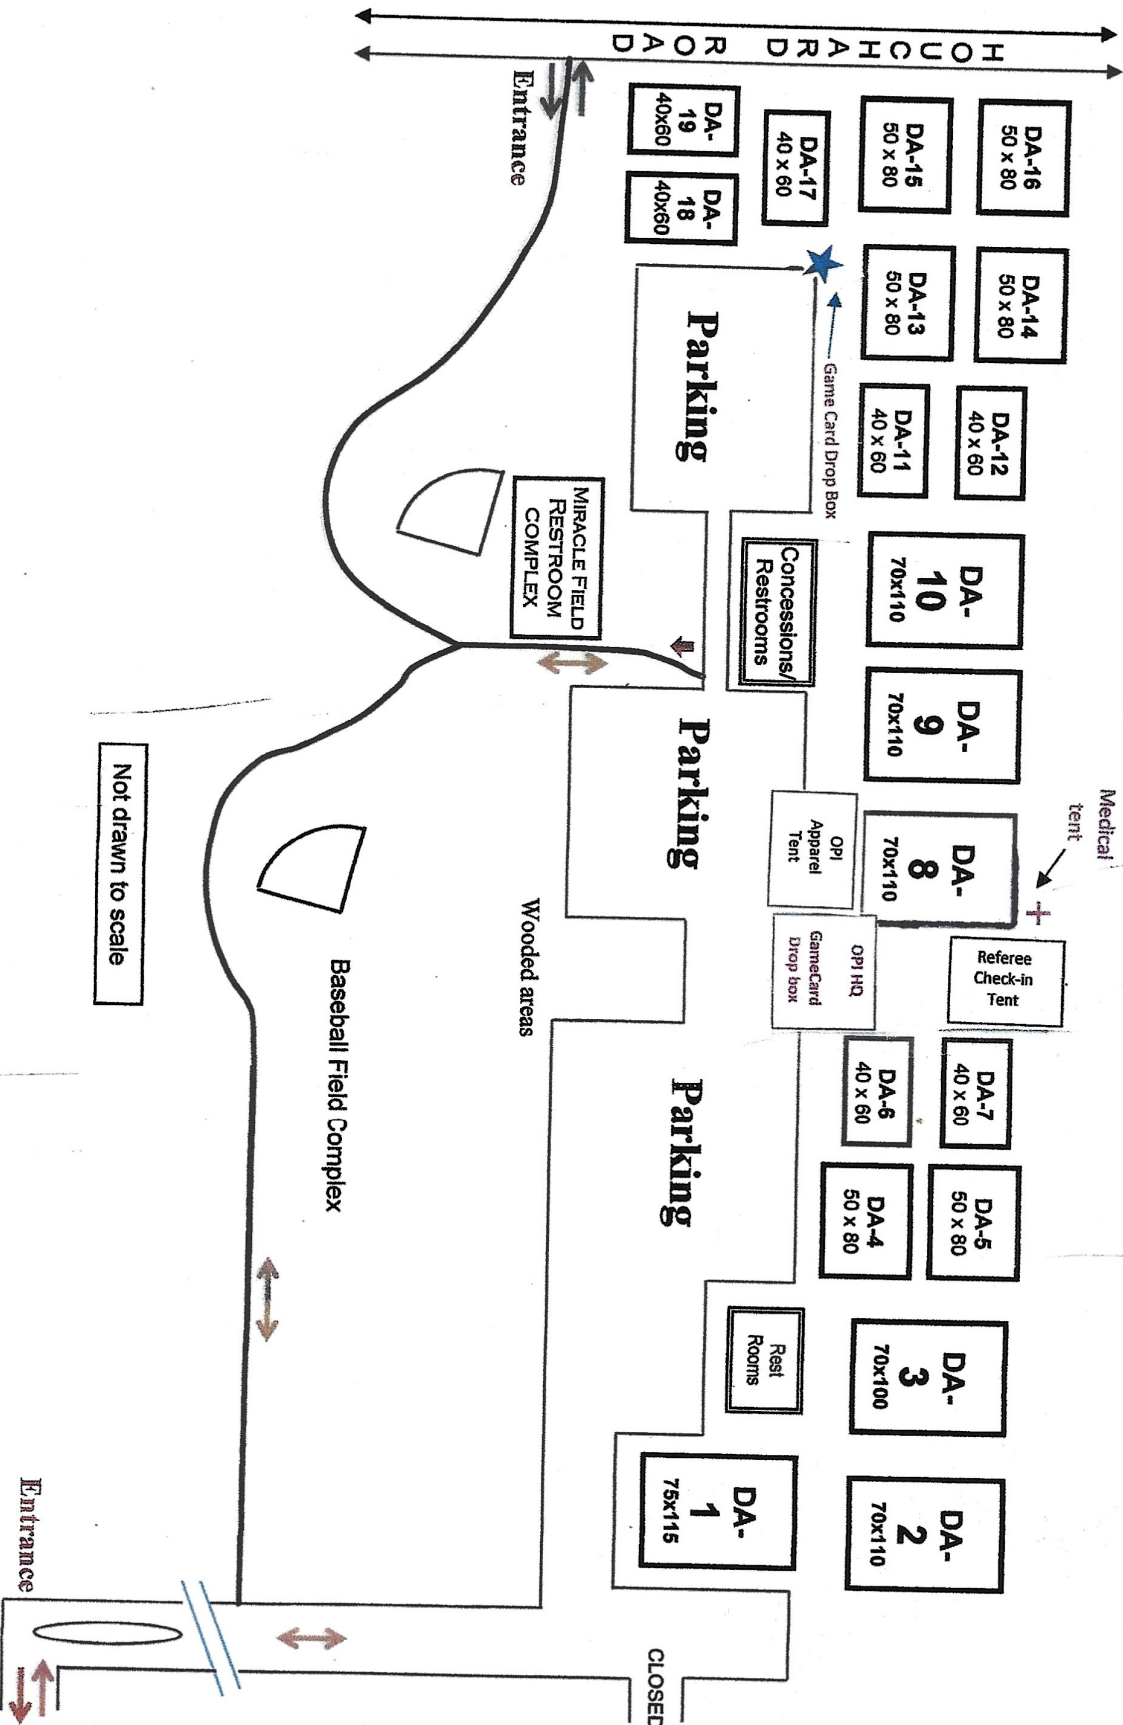 HOUCHARD ROAD
DA-16
50 x 80
DA-14
50 x 80
DA-12
40 x 60
DA-15
50 x 80
DA-13
50 x 80
DA-11
40 x 60
DA-
10
70x110
DA-
9
70x110
DA-
8
70x110
Medical
tent
Referee
Check-in
Tent
DA-7
40 x 60
DA-6
40 x 60
DA-5
50 x 80
DA-4
50 x 80
DA-
3
70x100
DA-
2
70x110
DA-17
40 x 60
DA-
19
40x60
DA-
18
40x60
Game Card Drop Box
Parking
Concessions/
Restrooms
OPI
Apparel
Tent
OPI HQ
GameCard
Drop box
Parking
Parking
Rest
Rooms
DA-
1
75x115
CLOSED
Entrance
MIRACLE FIELD
RESTROOM
COMPLEX
Wooded areas
Baseball Field Complex
Not drawn to scale
Entrance